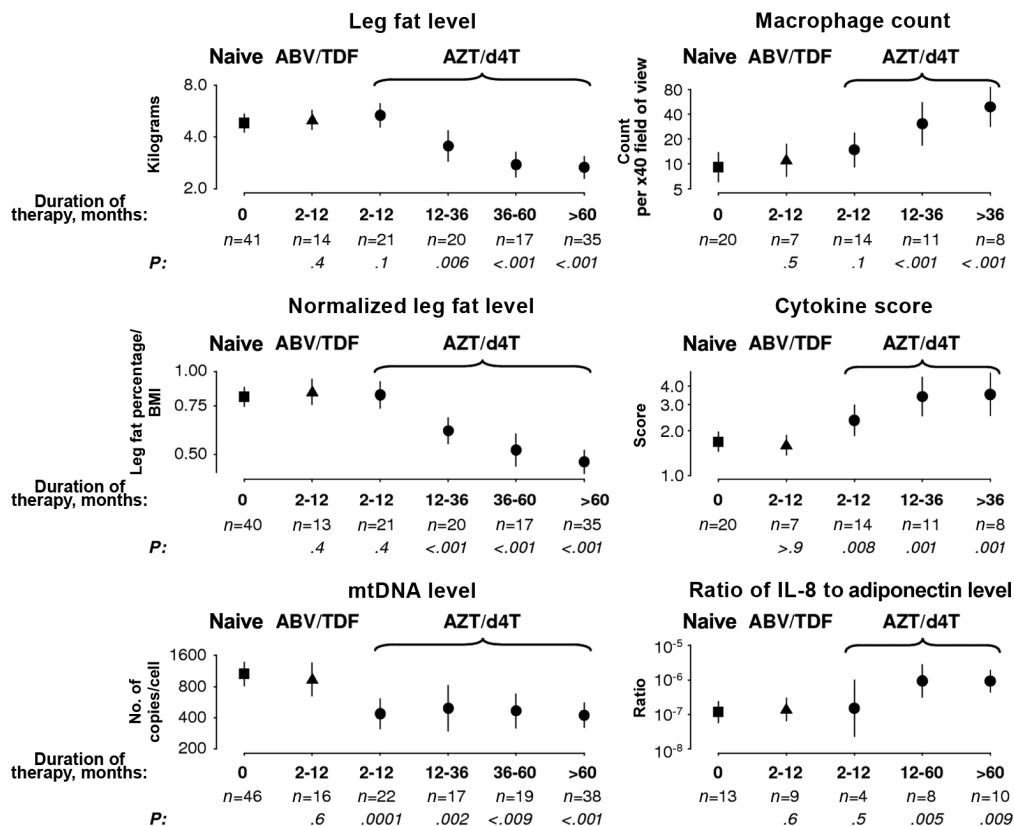 Leg fat level
Naive ABV/TDF AZT/d4T
Kilograms
8.0
4.0
2.0
Duration of
therapy, months: 0 2-12 2-12 12-36 36-60 >60
n=41 n=14 n=21 n=20 n=17 n=35
P: .4 .1 .006 <.001 <.001
Macrophage count
Naive ABV/TDF AZT/d4T
Count
per x40 field of view
80
40
20
10
5
0 2-12 2-12 12-36 >36
n=20 n=7 n=14 n=11 n=8
.5 .1 <.001 <.001
Normalized leg fat level
Naive ABV/TDF AZT/d4T
Leg fat percentage/
BMI
1.00
0.75
0.50
Duration of
therapy, months: 0 2-12 2-12 12-36 36-60 >60
n=40 n=13 n=21 n=20 n=17 n=35
P: .4 .4 <.001 <.001 <.001
Cytokine score
Naive ABV/TDF AZT/d4T
Score
4.0
3.0
2.0
1.0
0 2-12 2-12 12-36 >36
n=20 n=7 n=14 n=11 n=8
>.9 .008 .001 .001
mtDNA level
Naive ABV/TDF AZT/d4T
No. of
copies/cell
1600
800
400
200
Duration of
therapy, months: 0 2-12 2-12 12-36 36-60 >60
n=46 n=16 n=22 n=17 n=19 n=38
P: .6 .0001 .002 <.009 <.001
Ratio of IL-8 to adiponectin level
Naive ABV/TDF AZT/d4T
Ratio
10⁻⁵
10⁻⁶
10⁻⁷
10⁻⁸
0 2-12 2-12 12-60 >60
n=13 n=9 n=4 n=8 n=10
.6 .5 .005 .009